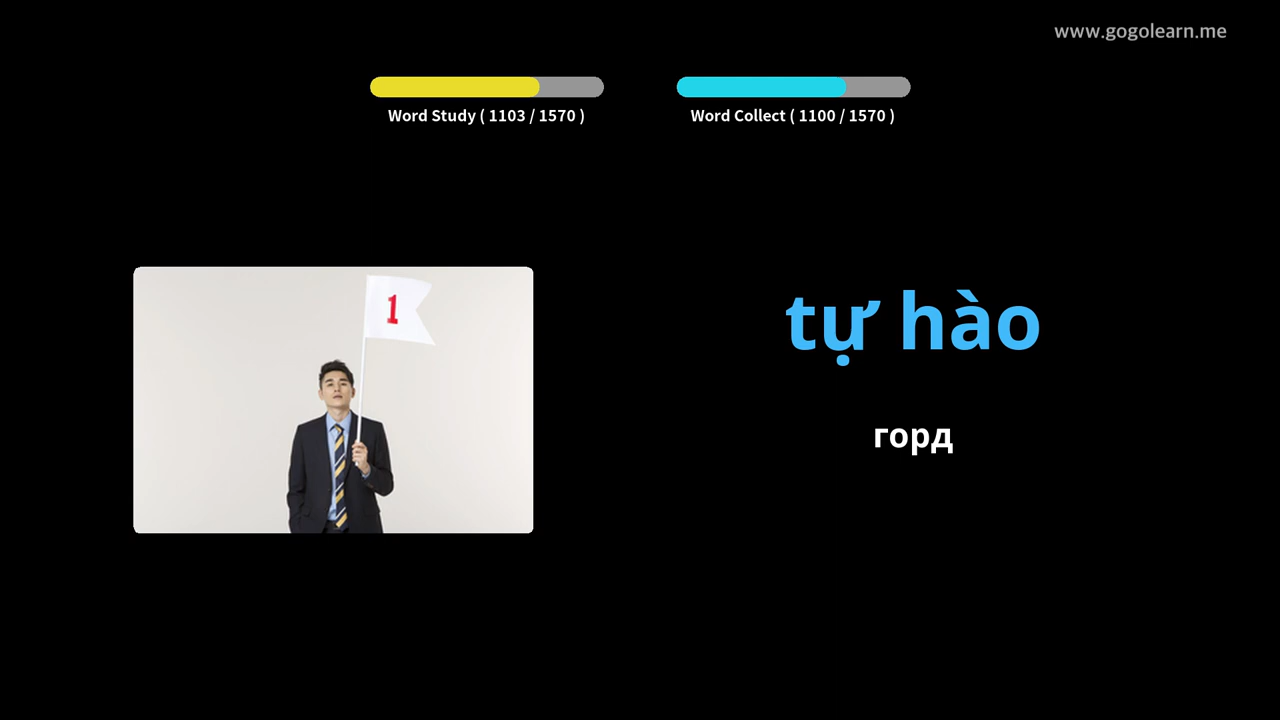 www.gogolearn.me
Word Study ( 1103 / 1570 )
Word Collect ( 1100 / 1570 )
1
tự hào
горд